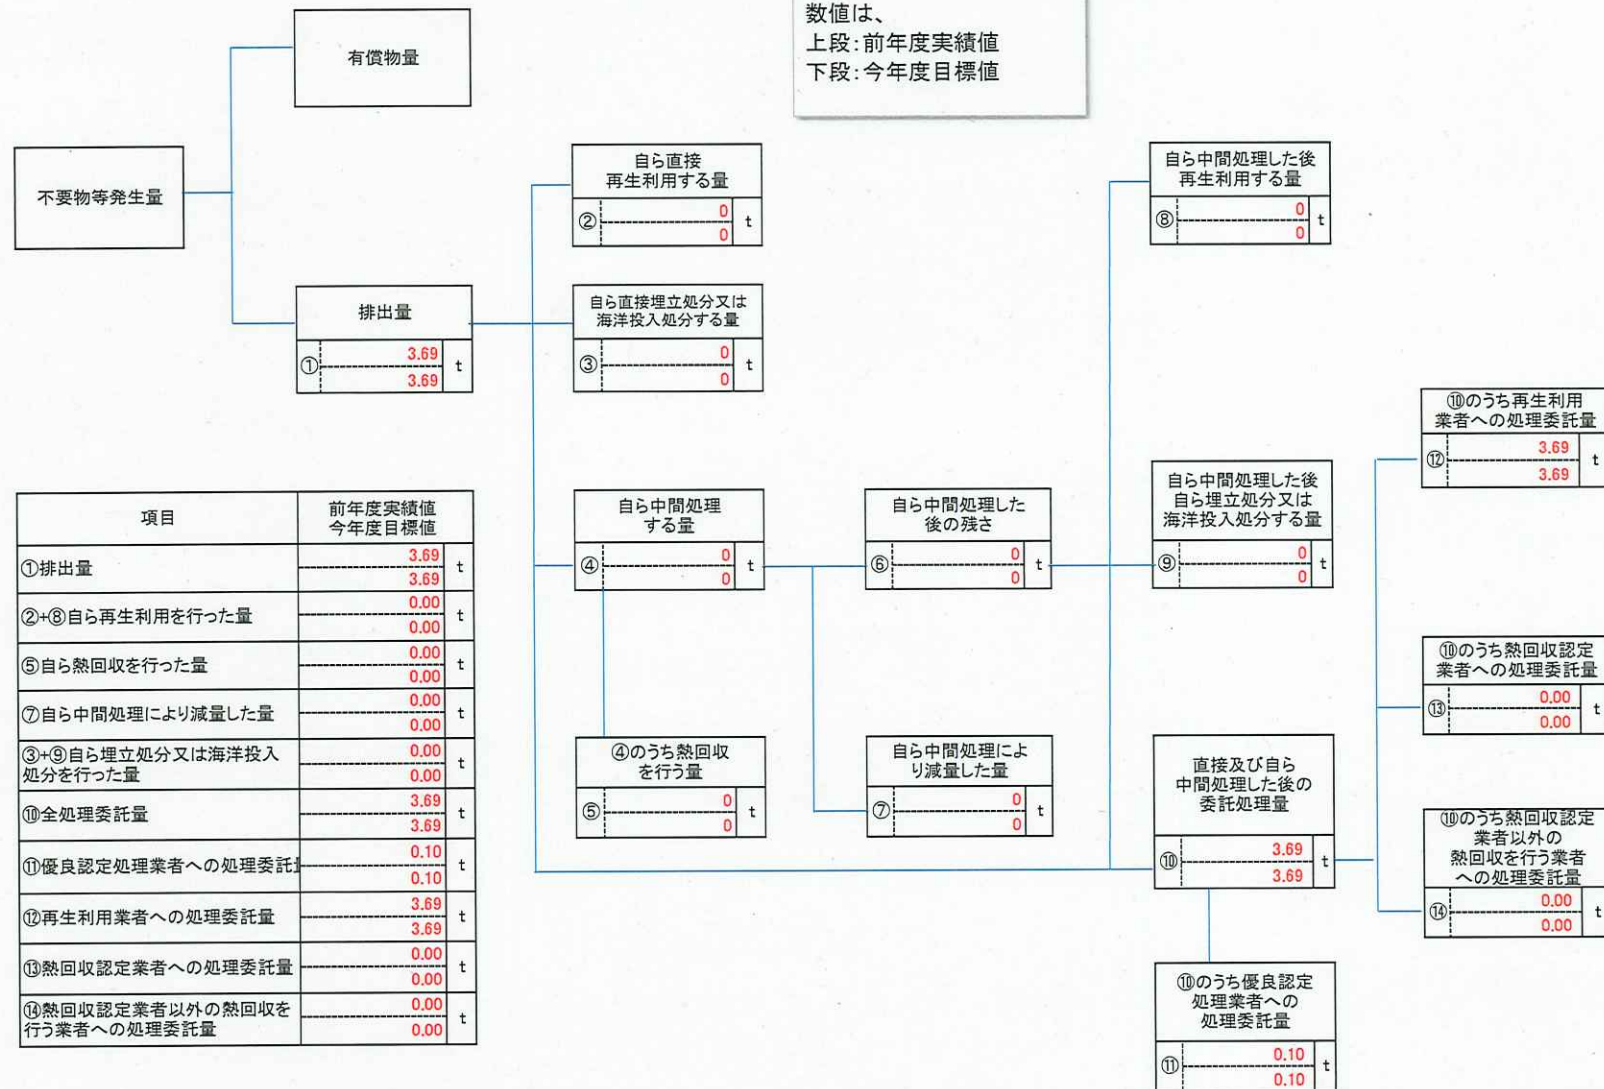 数値は、
上段：前年度実績値
下段：今年度目標値
有償物量
不要物等発生量
排出量
①
3.69
3.69
t
自ら直接
再生利用する量
②
0
0
t
自ら直接埋立処分又は
海洋投入処分する量
③
0
0
t
自ら中間処理
する量
④
0
0
t
④のうち熱回収
を行う量
⑤
0
0
t
自ら中間処理した
後の残さ
⑥
0
0
t
自ら中間処理によ
り減量した量
⑦
0
0
t
自ら中間処理した後
再生利用する量
⑧
0
0
t
自ら中間処理した後
自ら埋立処分又は
海洋投入処分する量
⑨
0
0
t
直接及び自ら
中間処理した後の
委託処理量
⑩
3.69
3.69
t
⑩のうち優良認定
処理業者への
処理委託量
⑪
0.10
0.10
t
⑩のうち再生利用
業者への処理委託量
⑫
3.69
3.69
t
⑩のうち熱回収認定
業者への処理委託量
⑬
0.00
0.00
t
⑩のうち熱回収認定
業者以外の
熱回収を行う業者
への処理委託量
⑭
0.00
0.00
t
項目
前年度実績値
今年度目標値
①排出量
3.69
3.69
t
②+⑧自ら再生利用を行った量
0.00
0.00
t
⑤自ら熱回収を行った量
0.00
0.00
t
⑦自ら中間処理により減量した量
0.00
0.00
t
③+⑨自ら埋立処分又は海洋投入
処分を行った量
0.00
0.00
t
⑩全処理委託量
3.69
3.69
t
⑪優良認定処理業者への処理委託
0.10
0.10
t
⑫再生利用業者への処理委託量
3.69
3.69
t
⑬熱回収認定業者への処理委託量
0.00
0.00
t
⑭熱回収認定業者以外の熱回収を
行う業者への処理委託量
0.00
0.00
t